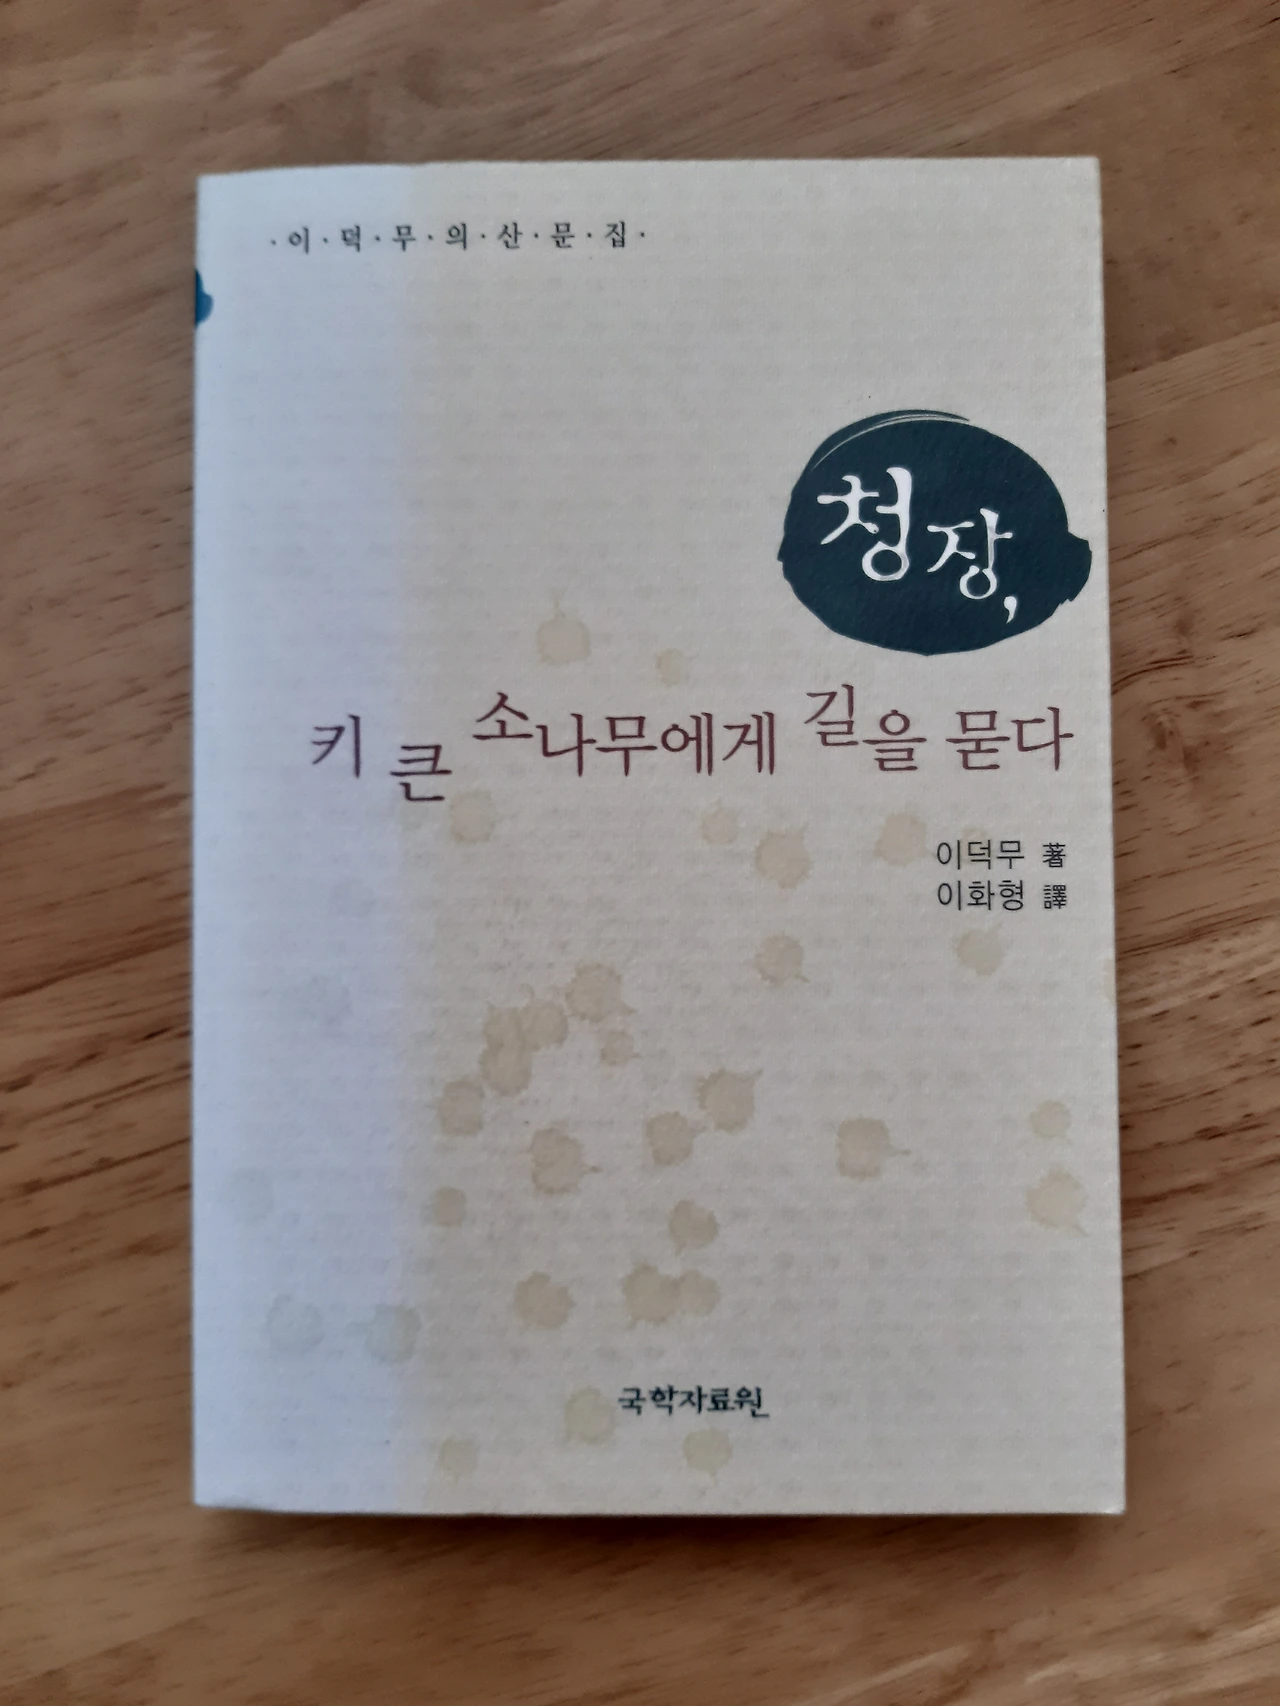 ·이·덕·무·의·산·문·집·
청장,
키 큰 소나무에게 길을 묻다
이덕무 著
이화형 譯
국학자료원